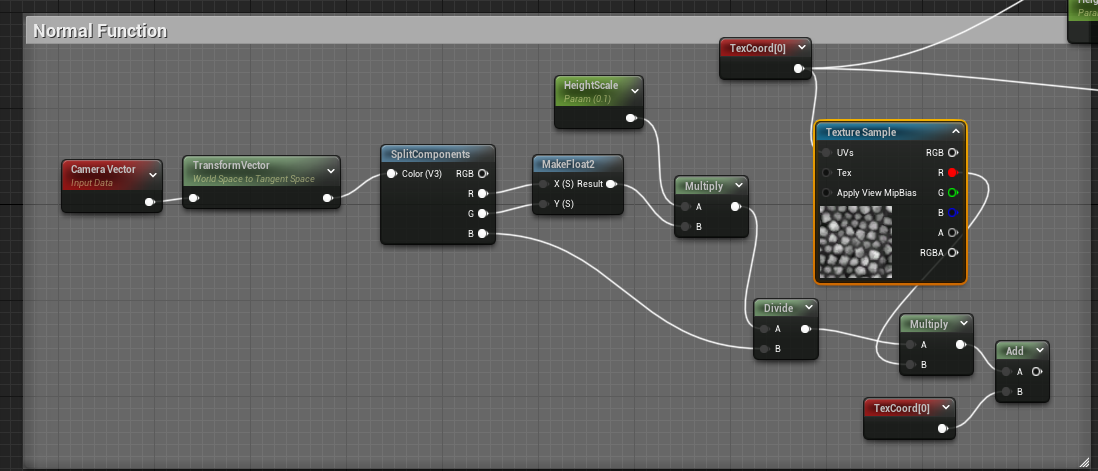 Normal Function
TexCoord[0]
HeightScale
Param (0.1)
Texture Sample
UVs
RGB
Tex
R
Apply View MipBias
G
B
A
RGBA
Camera Vector
Input Data
TransformVector
World Space to Tangent Space
SplitComponents
Color (V3)
RGB
R
G
B
MakeFloat2
X (S) Result
Y (S)
Multiply
A
B
Divide
A
B
Multiply
A
B
Add
A
B
TexCoord[0]